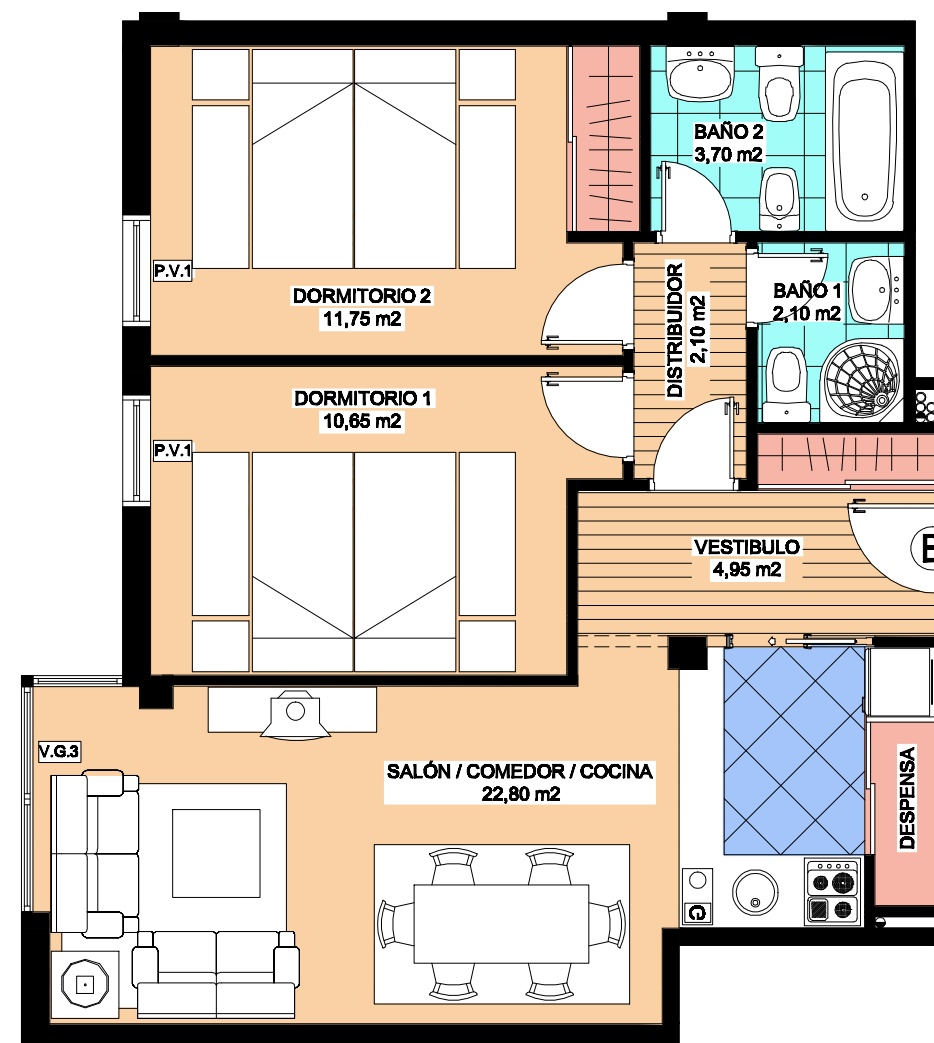 BAÑO 2
3,70 m2
P.V.1
DORMITORIO 2
11,75 m2
DISTRIBUIDOR
2,10 m2
BAÑO 1
2,10 m2
DORMITORIO 1
10,65 m2
P.V.1
VESTIBULO
4,95 m2
V.G.3
SALÓN / COMEDOR / COCINA
22,80 m2
DESPENSA